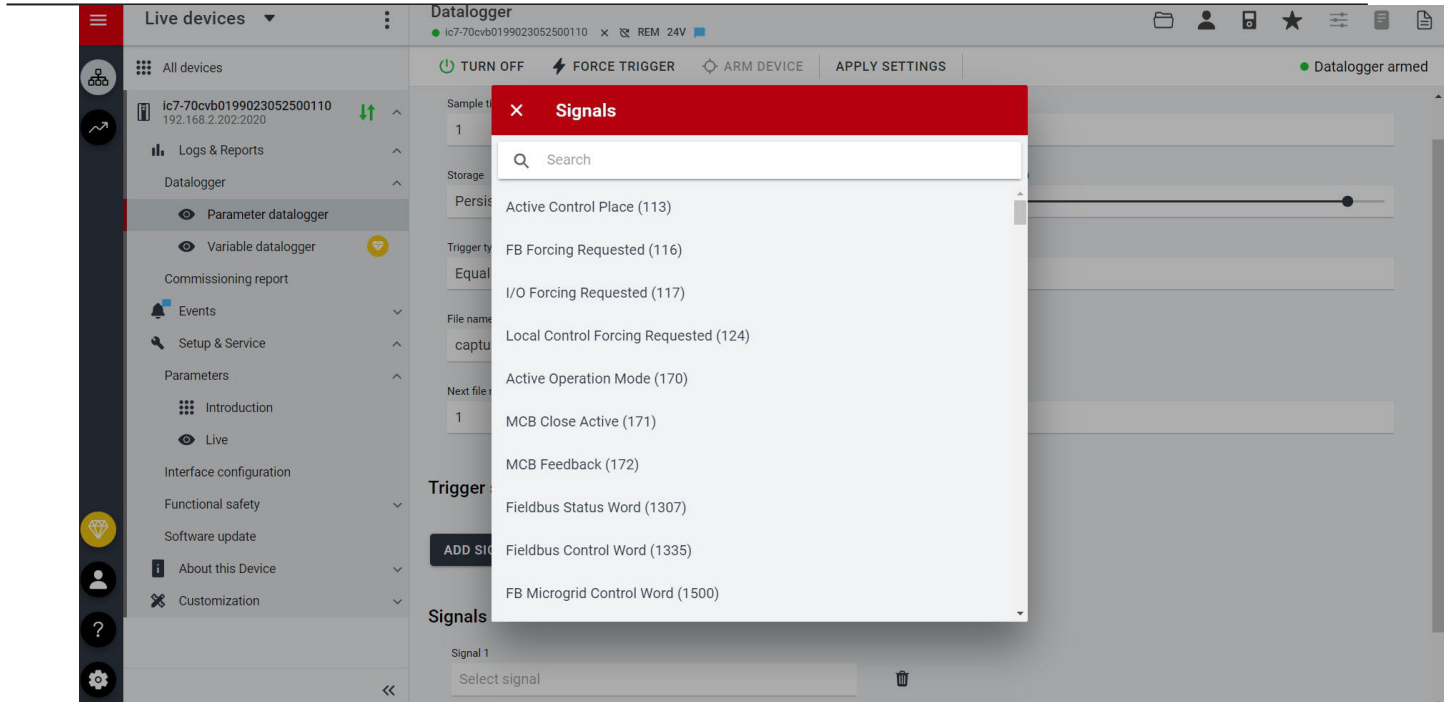 Live devices
Datalogger
ic7-70cvb0199023052500110 REM 24V
All devices
TURN OFF FORCE TRIGGER ARM DEVICE APPLY SETTINGS
Datalogger armed
ic7-70cvb0199023052500110
192.168.2.202:2020
Logs & Reports
Datalogger
Parameter datalogger
Variable datalogger
Commissioning report
Events
Setup & Service
Parameters
Introduction
Live
Interface configuration
Functional safety
Software update
About this Device
Customization
?
Sample
1
Storage
Trigger
Equal
File name
Next file
1
Trigger
ADD
Signals
Signal 1
Select signal
Signals
Search
Active Control Place (113)
FB Forcing Requested (116)
I/O Forcing Requested (117)
Local Control Forcing Requested (124)
Active Operation Mode (170)
MCB Close Active (171)
MCB Feedback (172)
Fieldbus Status Word (1307)
Fieldbus Control Word (1335)
FB Microgrid Control Word (1500)